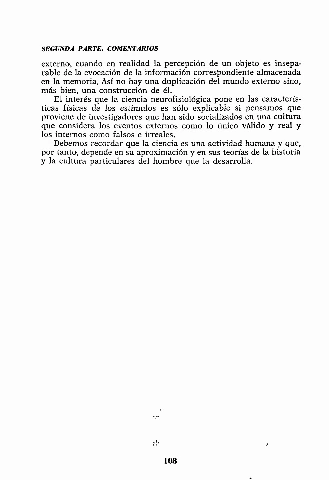 SEGUNDA PARTE. COMENTARIOS
externo, cuando en realidad la percepción de un objeto es insepa-
rable de la evocación de la información correspondiente almacenada
en la memoria. Así no hay una duplicación del mundo externo sino,
más bien, una construcción de él.
El interés que la ciencia neurofisiológica pone en las caracterís-
ticas físicas de los estímulos es sólo explicable si pensamos que
proviene de investigadores que han sido socializados en una cultura
que considera los eventos externos como lo único válido y real y
los internos como falsos e irreales.
Debemos recordar que la ciencia es una actividad humana y que,
por tanto, depende en su aproximación y en sus teorías de la historia
y la cultura particulares del hombre que la desarrolla.
108